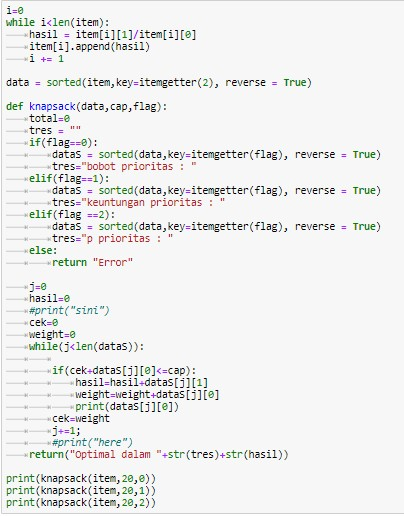 i=0
while i<len(item):
    hasil = item[i][1]/item[i][0]
    item[i].append(hasil)
    i += 1

data = sorted(item,key=itemgetter(2), reverse = True)

def knapsack(data,cap,flag):
    total=0
    tres = ""
    if(flag==0):
        dataS = sorted(data,key=itemgetter(flag), reverse = True)
        tres="bobot prioritas : "
    elif(flag==1):
        dataS = sorted(data,key=itemgetter(flag), reverse = True)
        tres="keuntungan prioritas : "
    elif(flag ==2):
        dataS = sorted(data,key=itemgetter(flag), reverse = True)
        tres="p prioritas : "
    else:
        return "Error"

    j=0
    hasil=0
    #print("sini")
    cek=0
    weight=0
    while(j<len(dataS)):

        if(cek+dataS[j][0]<=cap):
            hasil=hasil+dataS[j][1]
            weight=weight+dataS[j][0]
            print(dataS[j][0])
        cek=weight
        j+=1;
        #print("here")
    return("Optimal dalam "+str(tres)+str(hasil))

print(knapsack(item,20,0))
print(knapsack(item,20,1))
print(knapsack(item,20,2))